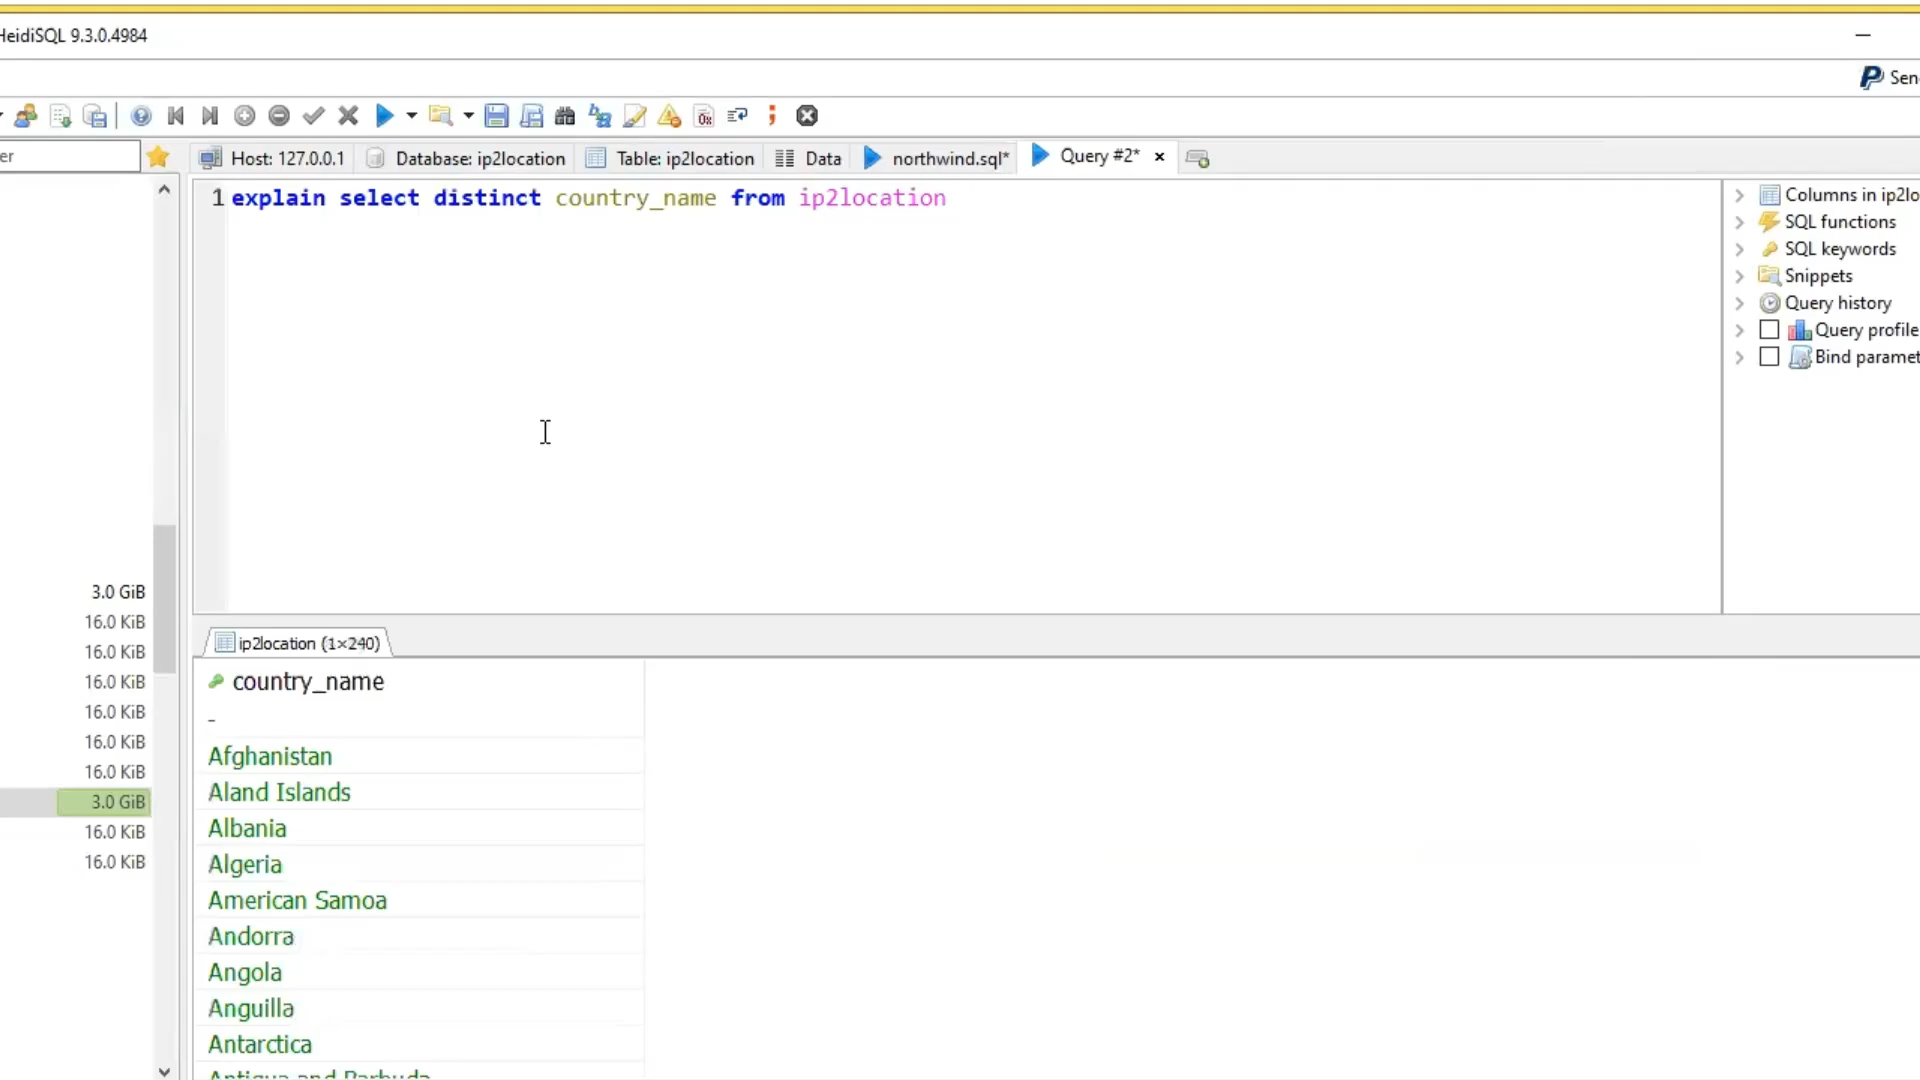 HeidiSQL 9.3.0.4984
er
Host: 127.0.0.1
Database: ip2location
Table: ip2location
Data
northwind.sql*
Query #2*
1 explain select distinct country_name from ip2location
Columns in ip2lo
SQL functions
SQL keywords
Snippets
Query history
Query profile
Bind paramet
3.0 GiB
16.0 KiB
16.0 KiB
16.0 KiB
16.0 KiB
16.0 KiB
16.0 KiB
3.0 GiB
16.0 KiB
16.0 KiB
ip2location (1×240)
country_name
-
Afghanistan
Aland Islands
Albania
Algeria
American Samoa
Andorra
Angola
Anguilla
Antarctica
Antigua and Barbuda